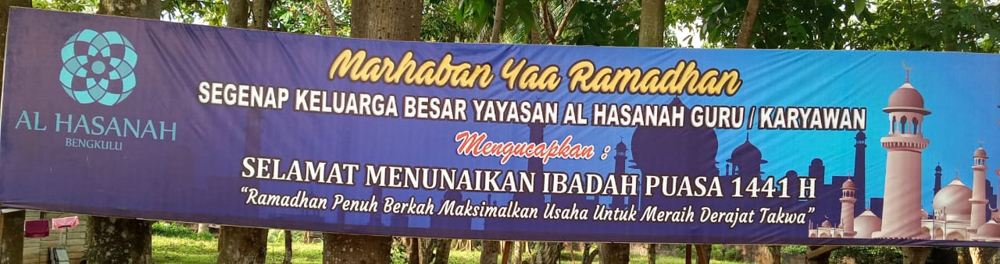 AL HASANAH
BENGKULU
Marhaban Yaa Ramadhan
SEGENAP KELUARGA BESAR YAYASAN AL HASANAH GURU / KARYAWAN
Mengucapkan :
SELAMAT MENUNAIKAN IBADAH PUASA 1441 H
“Ramadhan Penuh Berkah Maksimalkan Usaha Untuk Meraih Derajat Takwa”